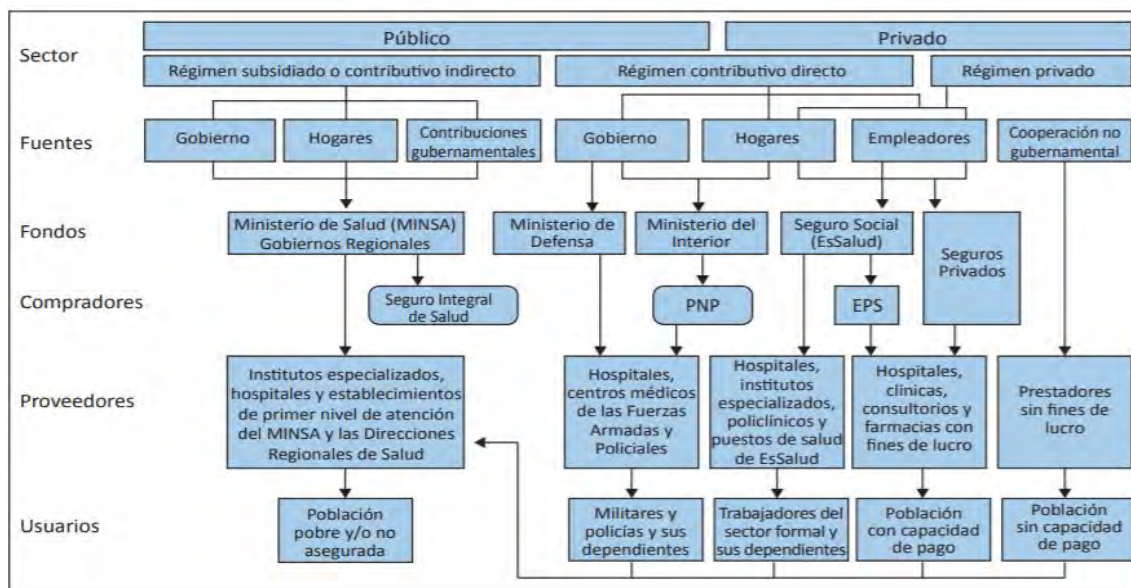 Sector
Público
Privado
Régimen subsidiado o contributivo indirecto
Régimen contributivo directo
Régimen privado
Fuentes
Gobierno
Hogares
Contribuciones
gubernamentales
Gobierno
Hogares
Empleadores
Cooperación no
gubernamental
Fondos
Ministerio de Salud (MINSA)
Gobiernos Regionales
Ministerio de
Defensa
Ministerio del
Interior
Seguro Social
(EsSalud)
Seguros
Privados
Compradores
Seguro Integral
de Salud
PNP
EPS
Proveedores
Institutos especializados,
hospitales y establecimientos
de primer nivel de atención
del MINSA y las Direcciones
Regionales de Salud
Hospitales,
centros médicos
de las Fuerzas
Armadas y
Policiales
Hospitales,
institutos
especializados,
policlínicos y
puestos de salud
de EsSalud
Hospitales,
clínicas,
consultorios y
farmacias con
fines de lucro
Prestadores
sin fines de
lucro
Usuarios
Población
pobre y/o no
asegurada
Militares y
policías y sus
dependientes
Trabajadores del
sector formal y
sus dependientes
Población
con capacidad
de pago
Población
sin capacidad
de pago